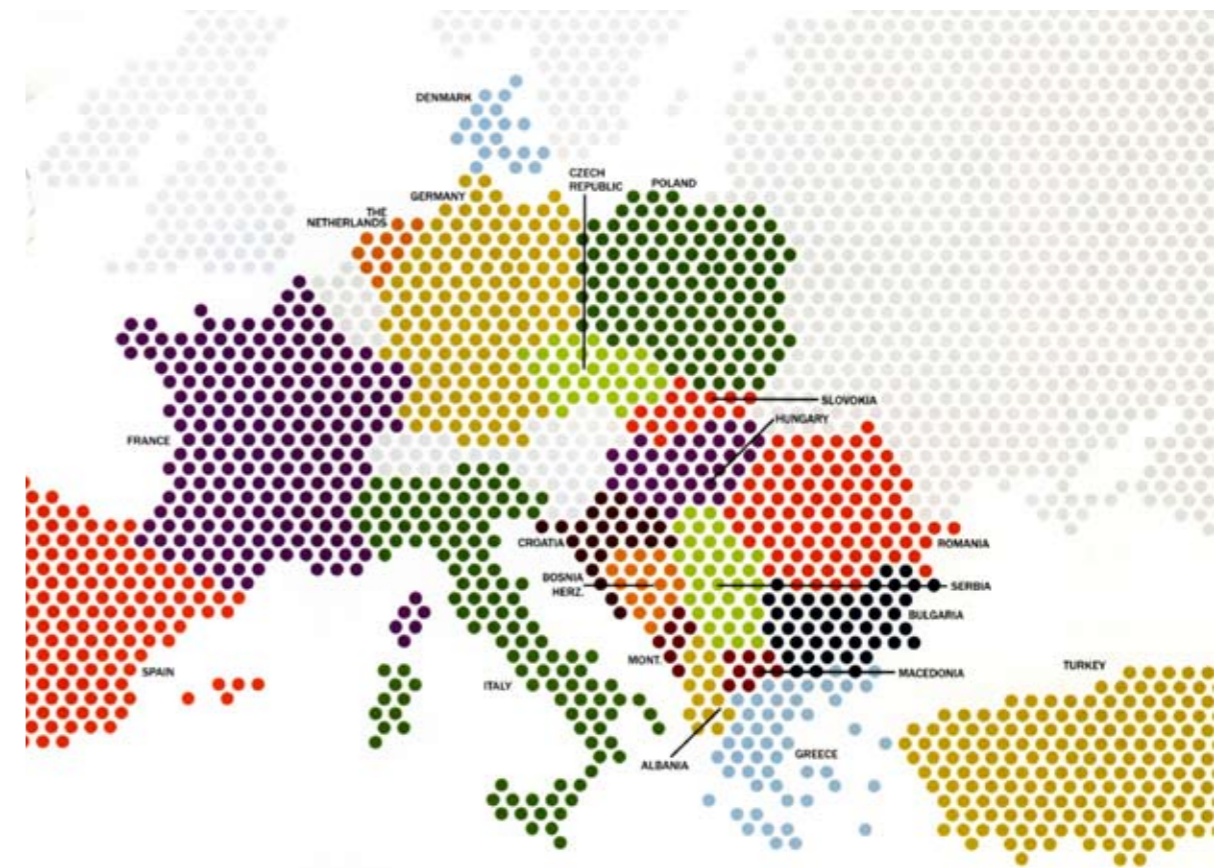 DENMARK
CZECH
REPUBLIC
POLAND
GERMANY
THE
NETHERLANDS
SLOVOKIA
HUNGARY
FRANCE
CROATIA
ROMANIA
BOSNIA
HERZ.
SERBIA
BULGARIA
MONT.
TURKEY
SPAIN
ITALY
MACEDONIA
GREECE
ALBANIA